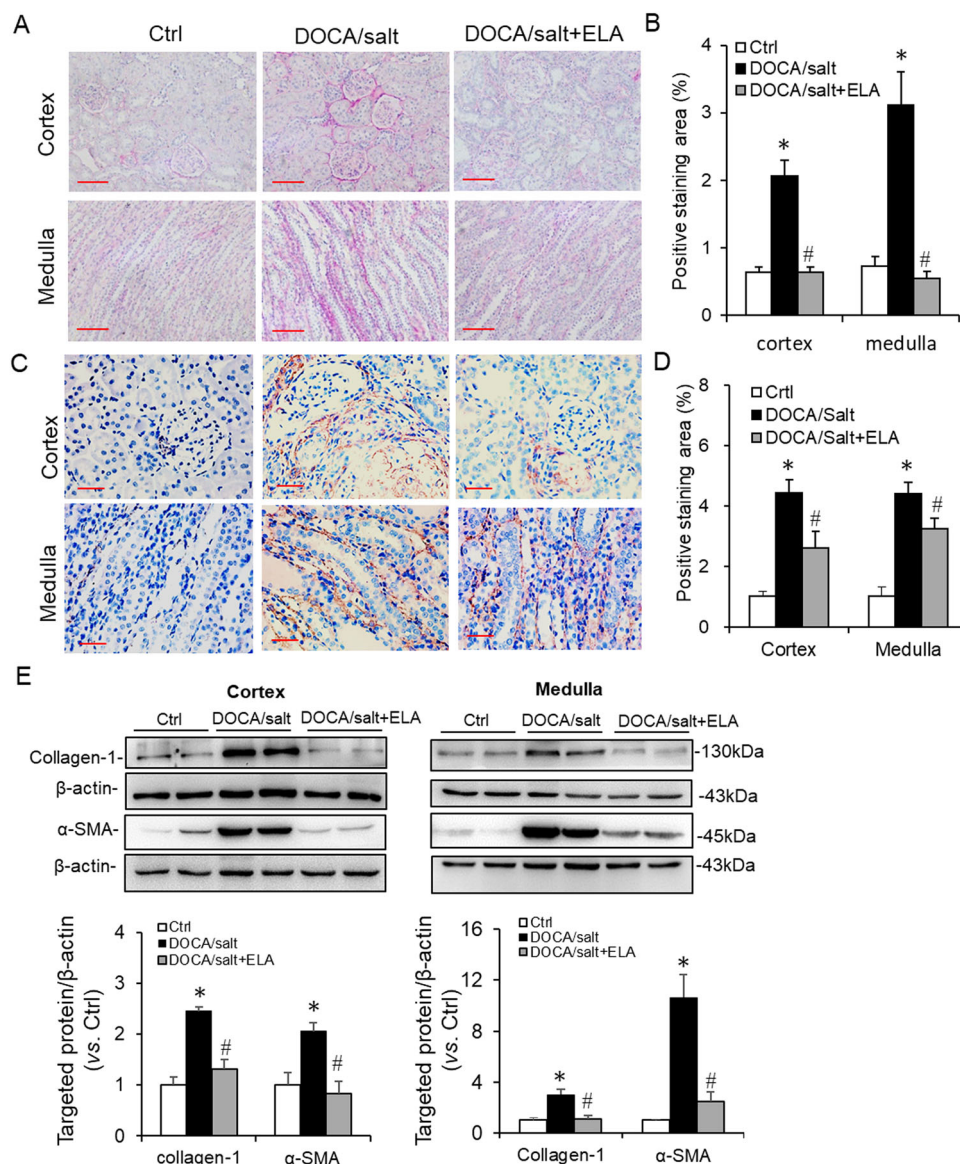 A
Ctrl
DOCA/salt
DOCA/salt+ELA
Cortex
Medulla
B
Positive staining area (%)
4
3
2
1
0
Ctrl
DOCA/salt
DOCA/salt+ELA
*
#
*
#
cortex
medulla
C
Cortex
Medulla
D
Positive staining area (%)
8
6
4
2
0
Crtl
DOCA/Salt
DOCA/Salt+ELA
*
#
*
#
Cortex
Medulla
E
Cortex
Ctrl
DOCA/salt
DOCA/salt+ELA
Collagen-1-
β-actin-
α-SMA-
β-actin-
Medulla
Ctrl
DOCA/salt
DOCA/salt+ELA
-130kDa
-43kDa
-45kDa
-43kDa
Targeted protein/β-actin
(vs. Ctrl)
4
3
2
1
0
Ctrl
DOCA/salt
DOCA/salt+ELA
*
#
*
#
collagen-1
α-SMA
Targeted protein/β-actin
(vs. Ctrl)
16
12
8
4
0
Ctrl
DOCA/salt
DOCA/salt+ELA
*
#
*
#
Collagen-1
α-SMA